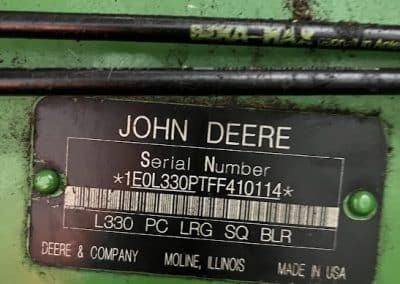 JOHN DEERE
Serial Number
*1E0L330PTFF410114*
L330 PC LRG SQ BLR
DEERE & COMPANY MOLINE, ILLINOIS MADE IN USA